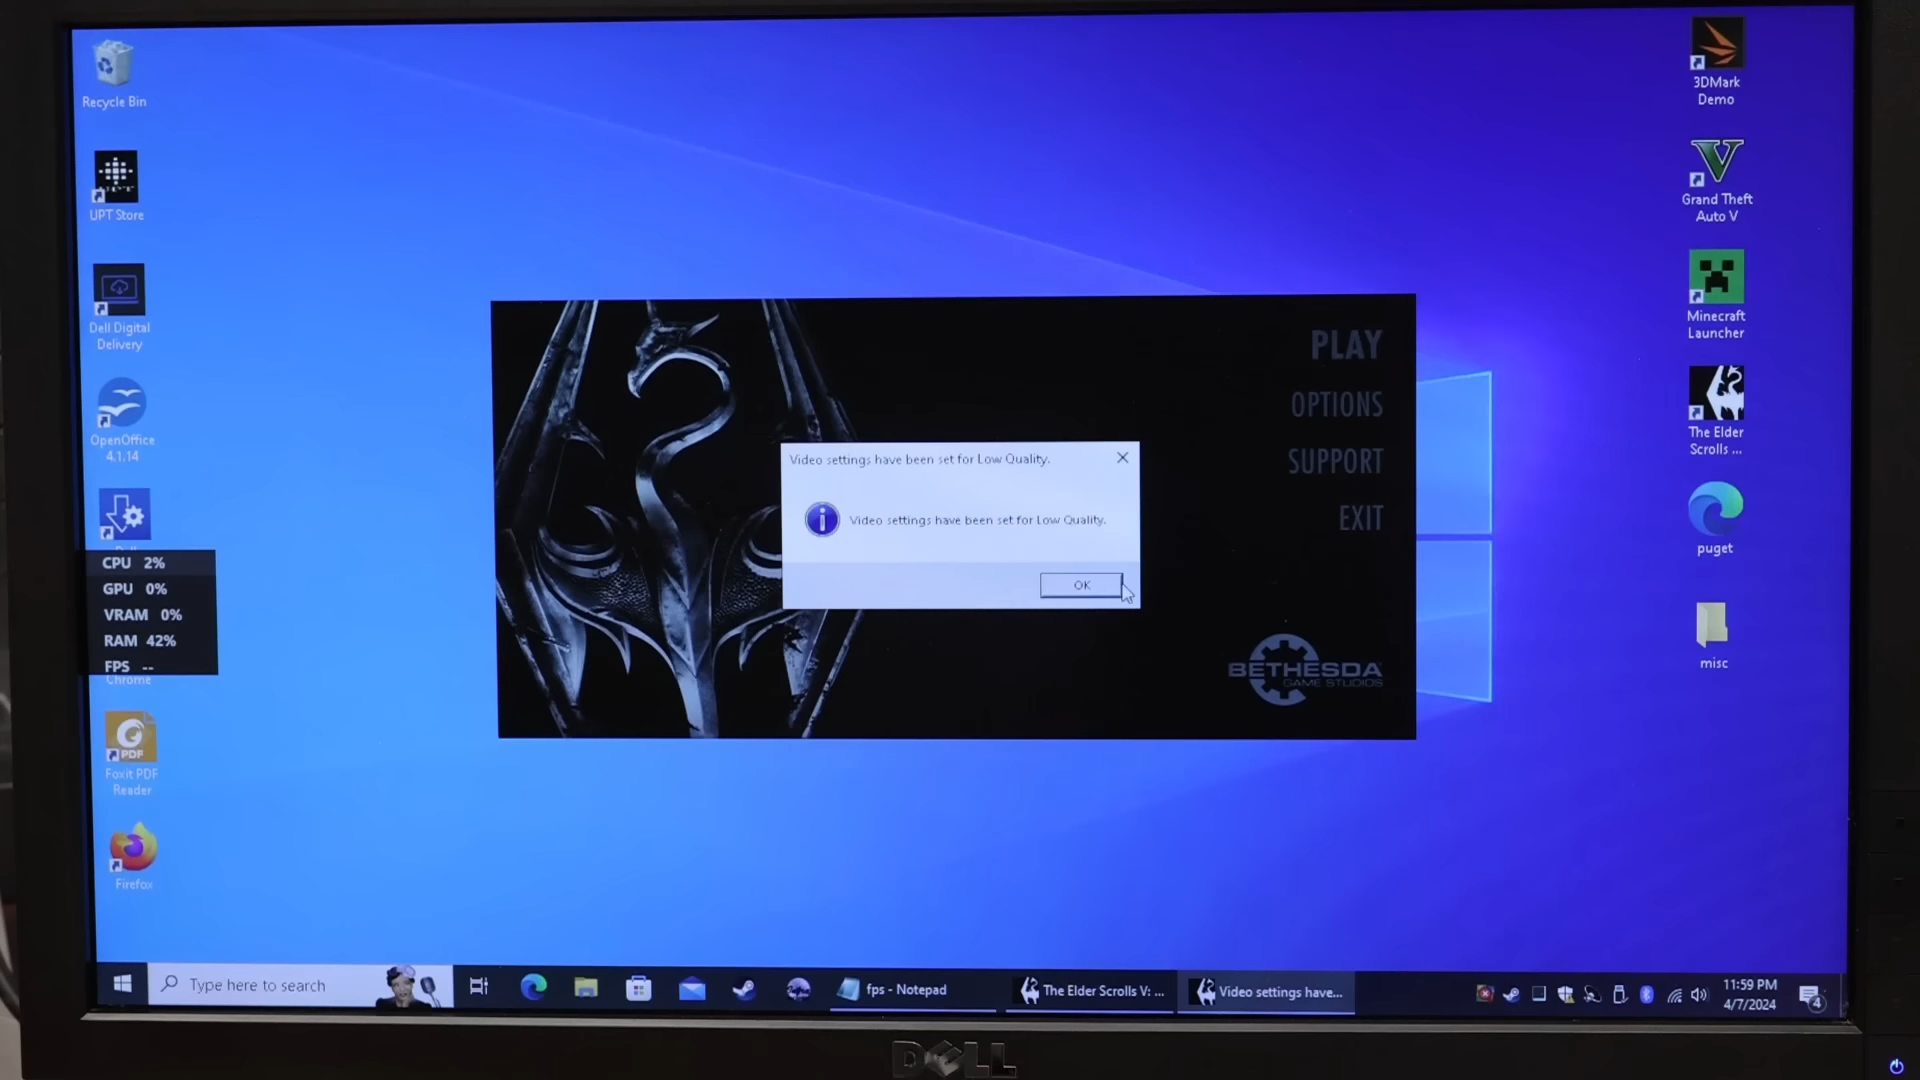 Recycle Bin
UPT Store
Dell Digital
Delivery
OpenOffice
4.1.14
CPU 2%
GPU 0%
VRAM 0%
RAM 42%
FPS --
Chrome
PDF
Foxit PDF
Reader
Firefox
PLAY
OPTIONS
SUPPORT
EXIT
Video settings have been set for Low Quality.
Video settings have been set for Low Quality.
OK
BETHESDA
GAME STUDIOS
3DMark
Demo
Grand Theft
Auto V
Minecraft
Launcher
The Elder
Scrolls ...
puget
misc
Type here to search
fps - Notepad
The Elder Scrolls V: ...
Video settings have...
11:59 PM
4/7/2024
4
DELL